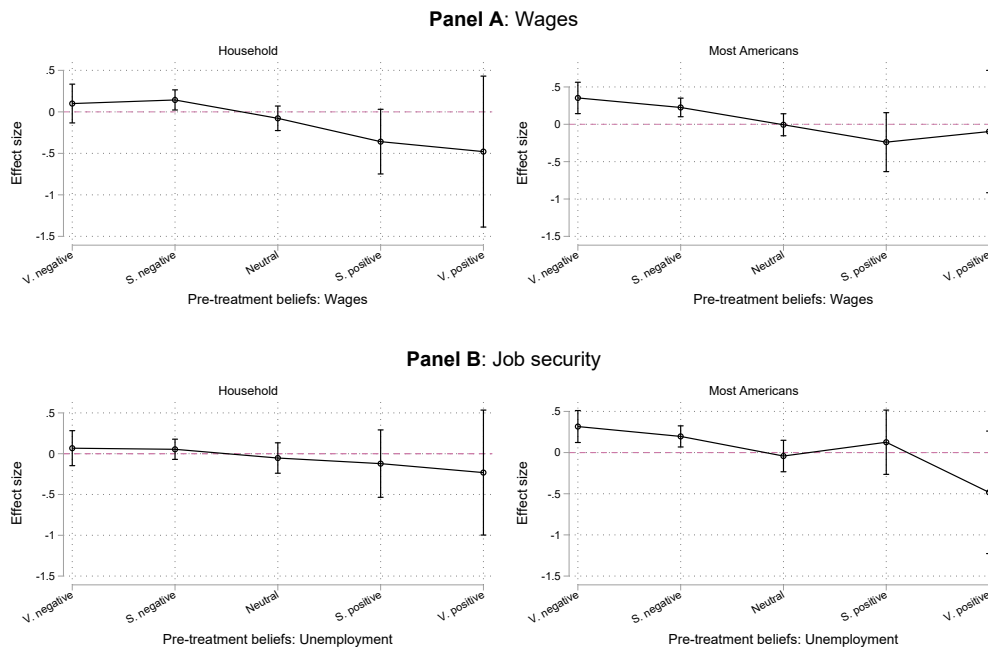 Panel A: Wages
Household
Most Americans
Effect size
.5
0
-.5
-1
-1.5
V. negative
S. negative
Neutral
S. positive
V. positive
Pre-treatment beliefs: Wages
Effect size
.5
0
-.5
-1
-1.5
V. negative
S. negative
Neutral
S. positive
V. positive
Pre-treatment beliefs: Wages
Panel B: Job security
Household
Most Americans
Effect size
.5
0
-.5
-1
-1.5
V. negative
S. negative
Neutral
S. positive
V. positive
Pre-treatment beliefs: Unemployment
Effect size
.5
0
-.5
-1
-1.5
V. negative
S. negative
Neutral
S. positive
V. positive
Pre-treatment beliefs: Unemployment